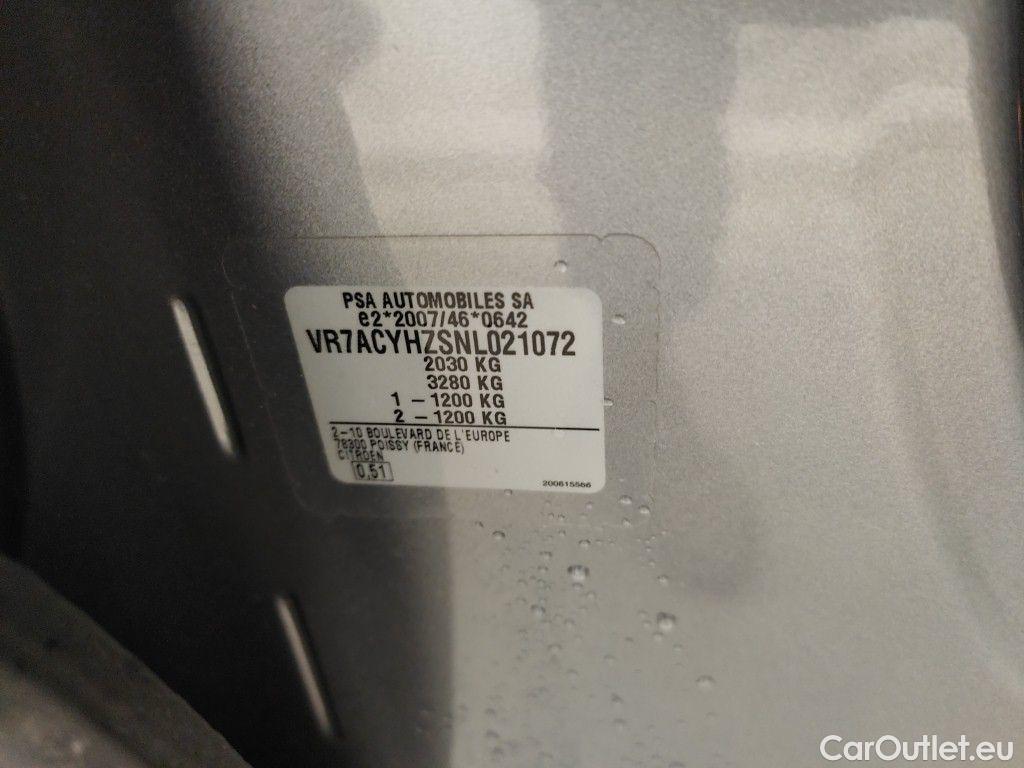 PSA AUTOMOBILES SA
e2*2007/46*0642
VR7ACYHZSNL021072
2030 KG
3280 KG
1 - 1200 KG
2 - 1200 KG
2-10 BOULEVARD DE L'EUROPE
78300 POISSY (FRANCE)
CITROEN
0,51
200615566
CarOutlet.eu